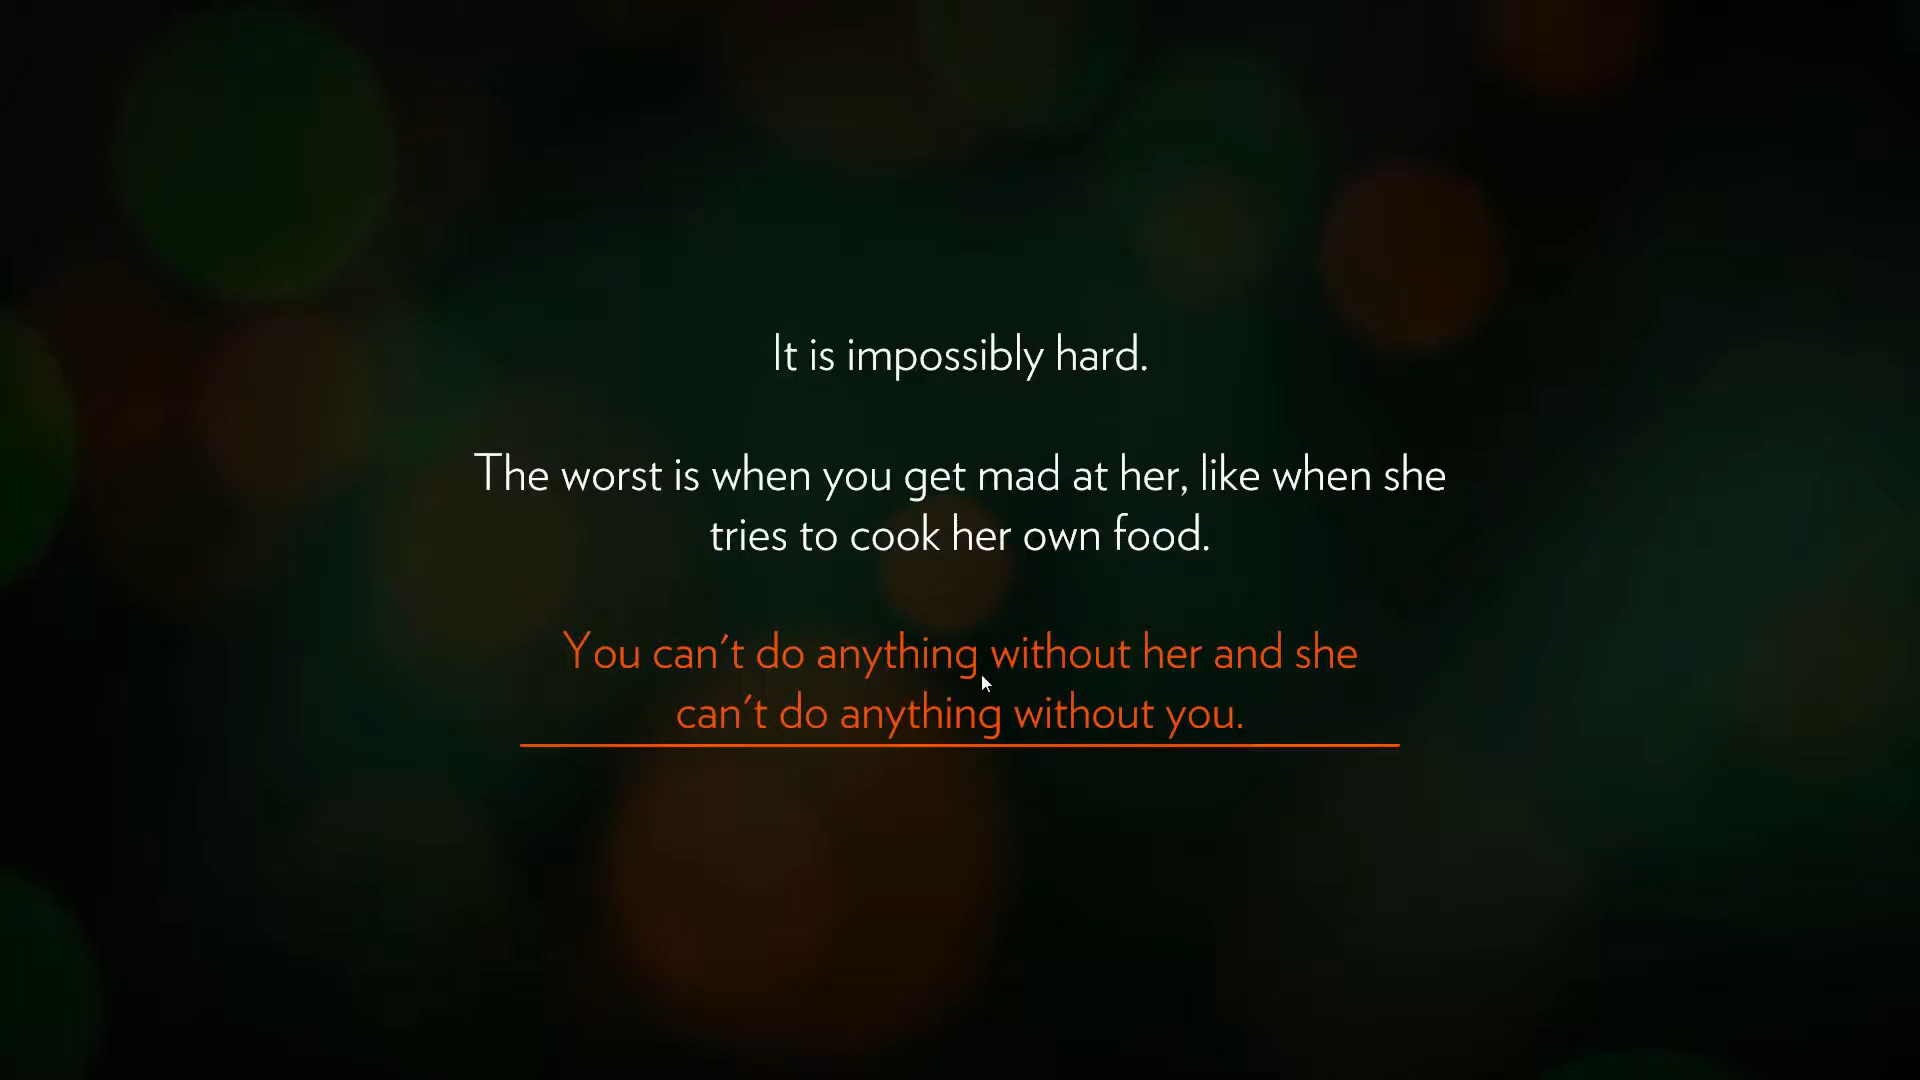 It is impossibly hard.
The worst is when you get mad at her, like when she
tries to cook her own food.
You can't do anything without her and she
can't do anything without you.